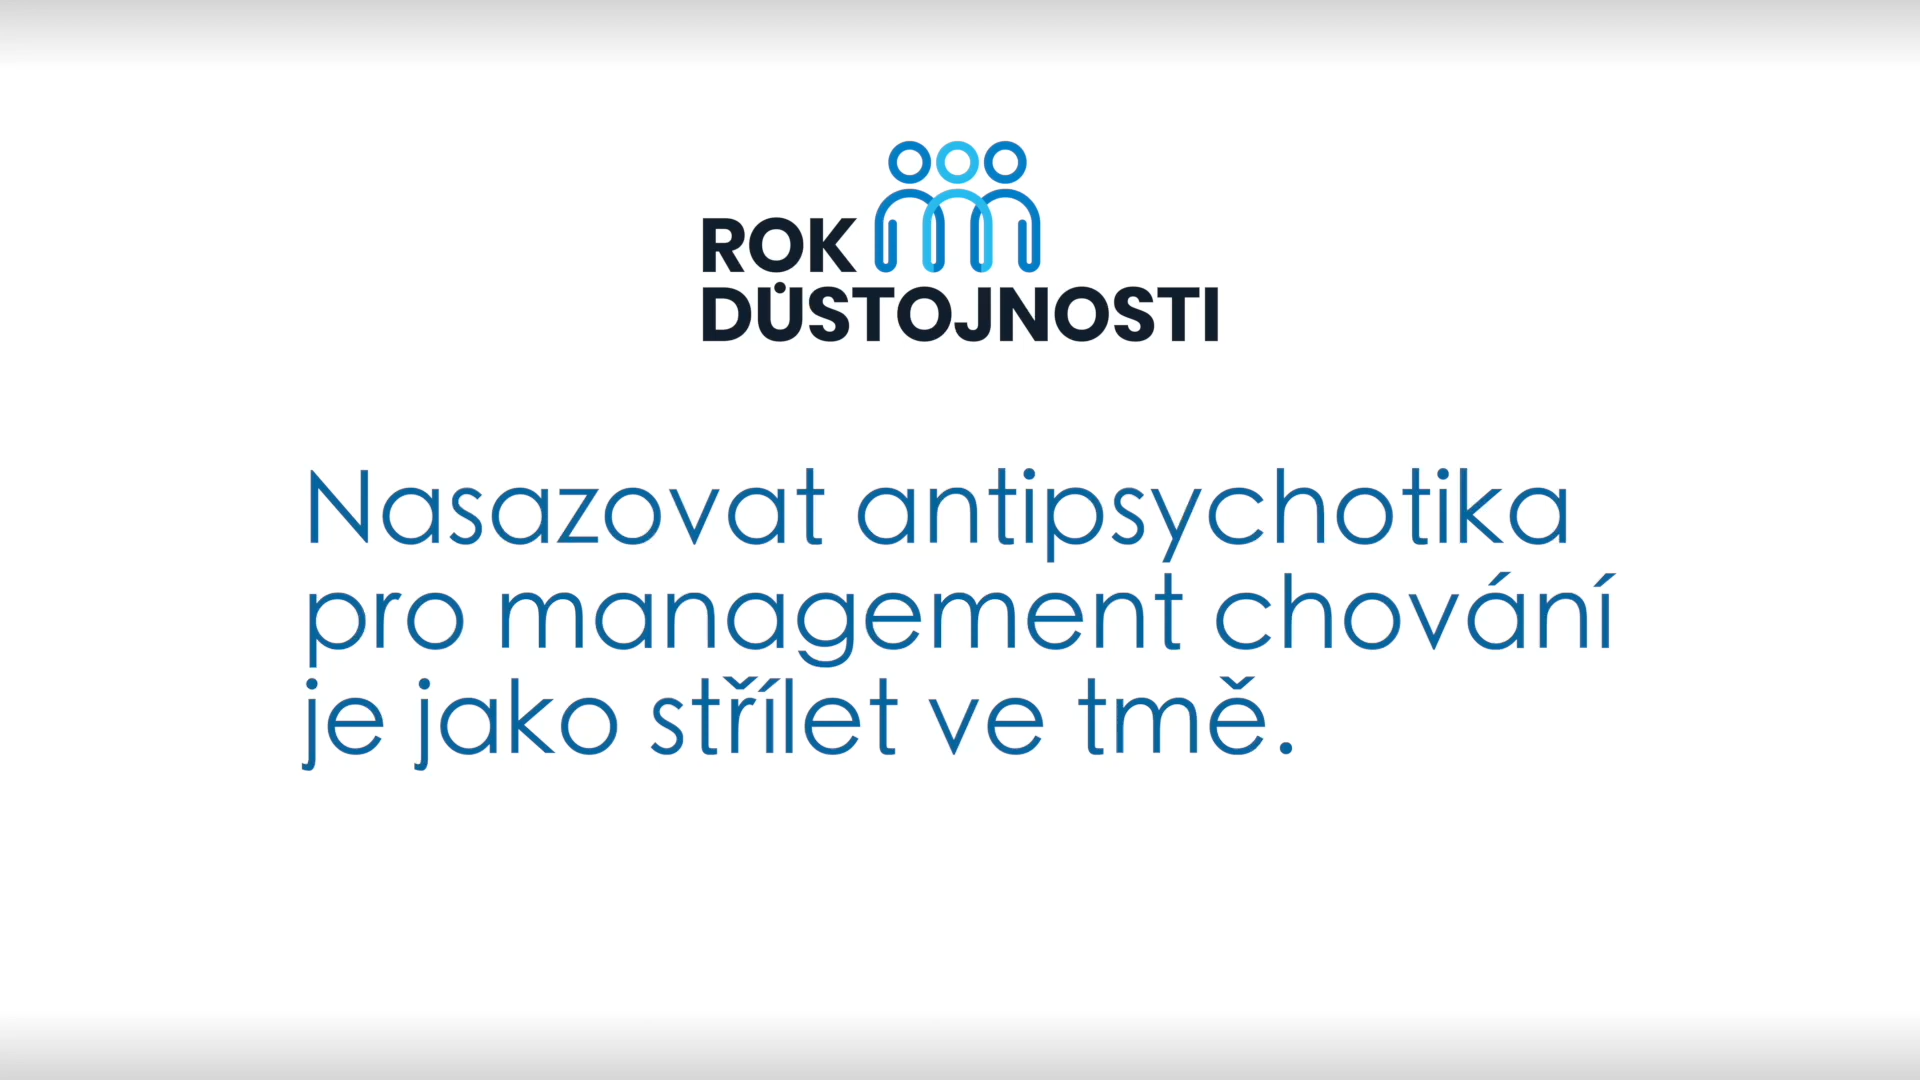 ROK
DŮSTOJNOSTI
Nasazovat antipsychotika
pro management chování
je jako střílet ve tmě.